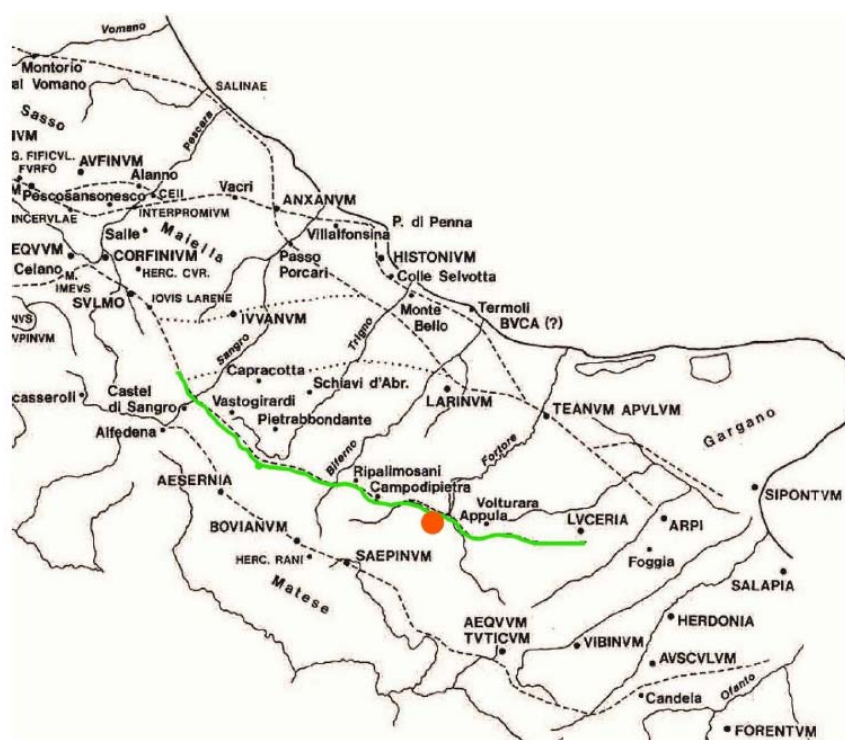 Vomano
Montorio
al Vomano
SALINAE
Sasso
Pescara
IVM
G. FIFICVL.
FVRFO
AVFINVM
Alanno
M
Pescosansonesco
CEII
Vacri
ANXANVM
P. di Penna
INCERVLAE
INTERPROMIVM
Villalfonsina
Salle
Maiella
EQVVM
CORFINIVM
Passo
Porcari
HISTONIVM
Celano
M.
IMEVS
HERC. CVR.
Colle Selvotta
SVLMO
IOVIS LARENE
Monte
Bello
Termoli
BVCA (?)
NVS
VPINVM
IVVANVM
Sangro
Trigno
Capracotta
Schiavi d'Abr.
casseroli
Castel
di Sangro
Vastogirardi
LARINVM
Pietrabbondante
TEANVM APVLVM
Alfedena
Gargano
Biferno
Fortore
AESERNIA
Ripalimosani
Campodipietra
SIPONTVM
Volturara
Appula
BOVIANVM
LVCERIA
ARPI
HERC. RANI
SAEPINVM
Foggia
Matese
SALAPIA
AEQVVM
TVTICVM
HERDONIA
VIBINVM
AVSCVLVM
Candela
Ofanto
FORENTVM